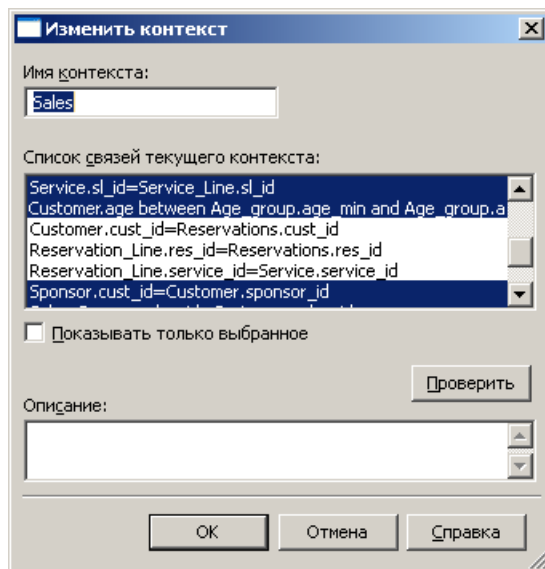 Изменить контекст
Имя контекста:
Sales
Список связей текущего контекста:
Service.sl_id=Service_Line.sl_id
Customer.age between Age_group.age_min and Age_group.a
Customer.cust_id=Reservations.cust_id
Reservation_Line.res_id=Reservations.res_id
Reservation_Line.service_id=Service.service_id
Sponsor.cust_id=Customer.sponsor_id
Показывать только выбранное
Проверить
Описание:
OK Отмена Справка